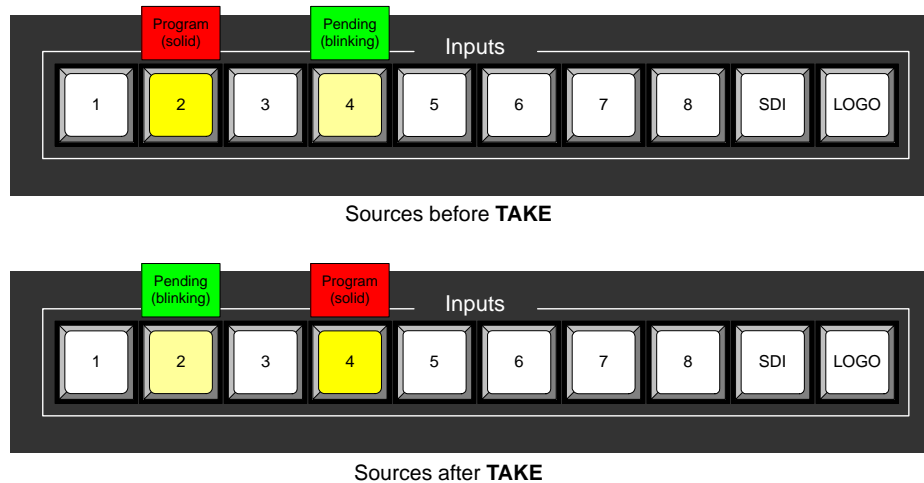 Program
(solid)
Pending
(blinking)
Inputs
1 2 3 4 5 6 7 8 SDI LOGO
Sources before TAKE
Pending
(blinking)
Program
(solid)
Inputs
1 2 3 4 5 6 7 8 SDI LOGO
Sources after TAKE